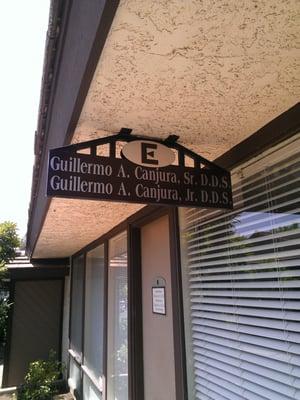 E
Guillermo A. Canjura, Sr. D.D.S.
Guillermo A. Canjura, Jr. D.D.S.